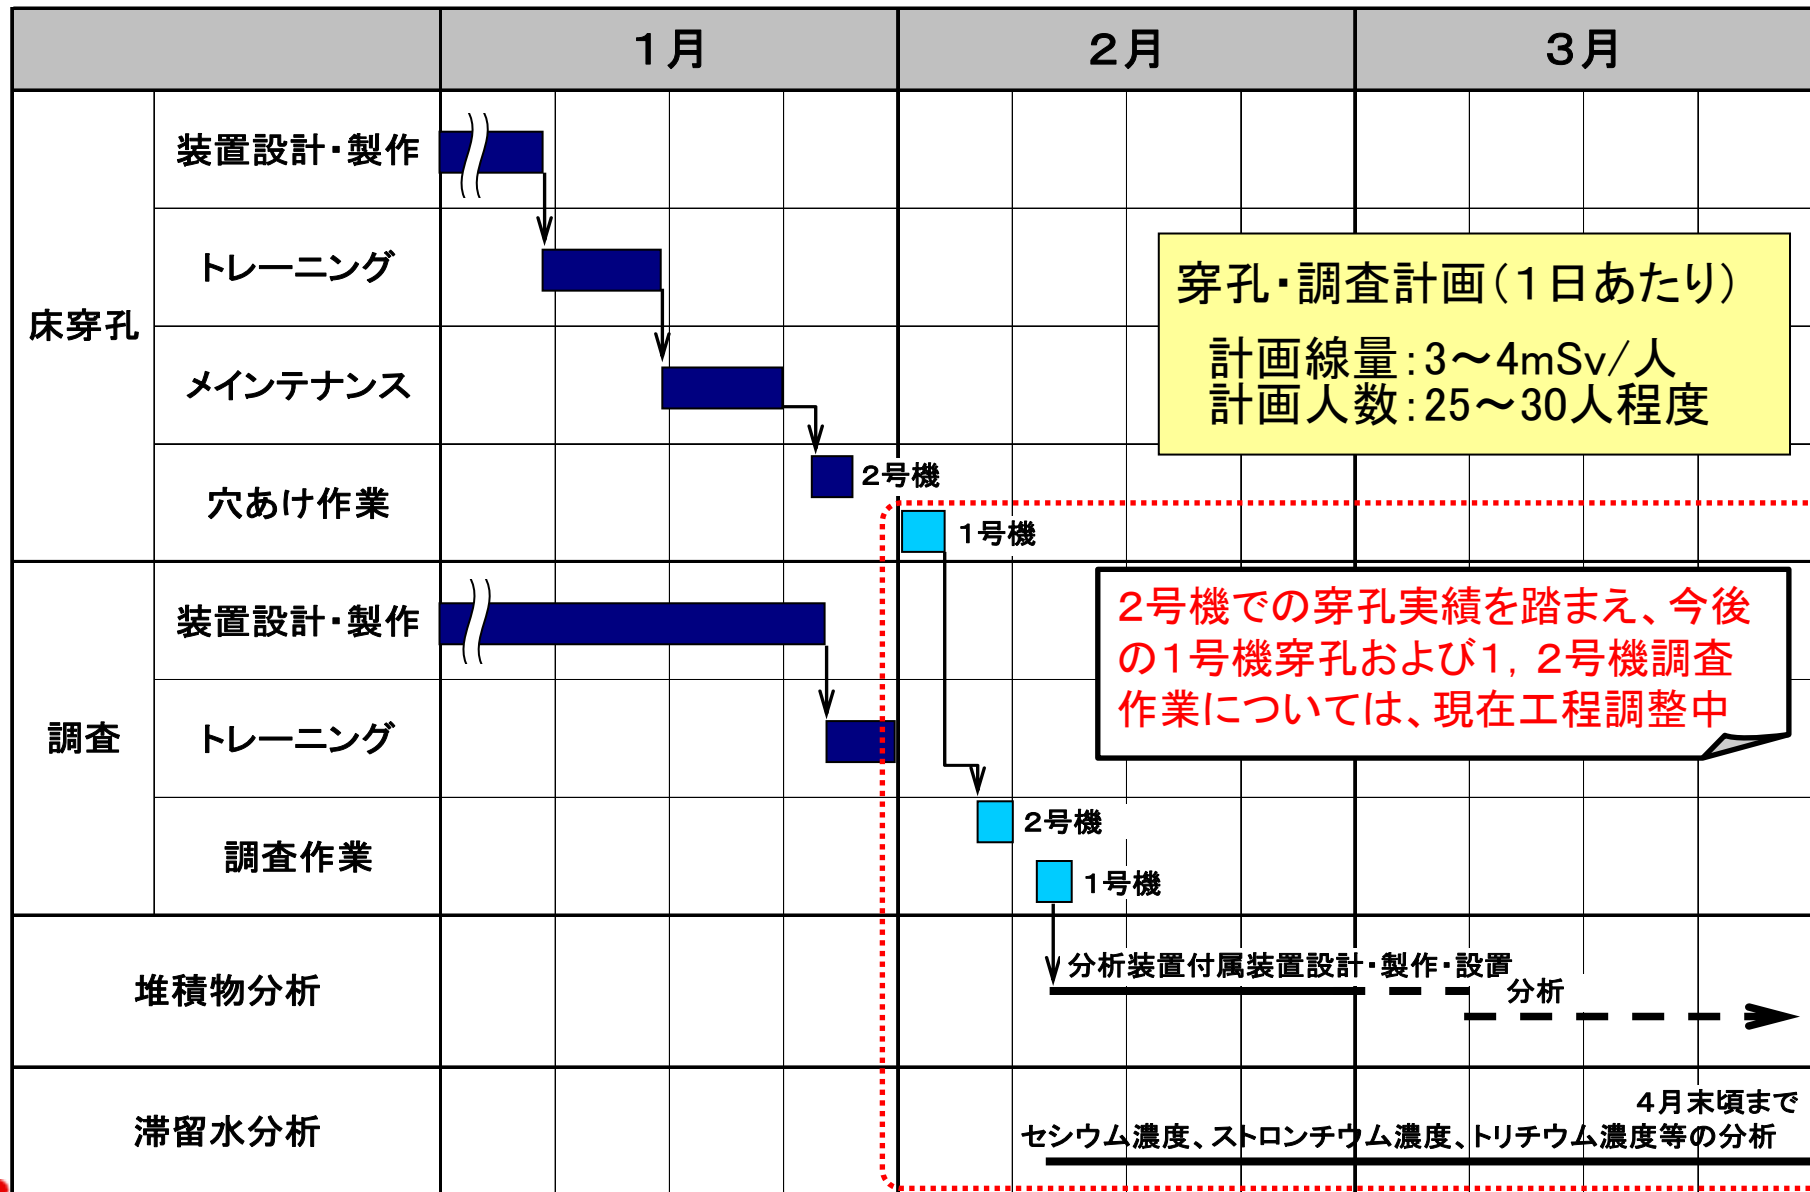 １月
２月
３月
床穿孔
装置設計・製作
トレーニング
穿孔・調査計画（１日あたり）
計画線量：3～4mSv/人
計画人数：25～30人程度
メインテナンス
穴あけ作業
２号機
１号機
調査
装置設計・製作
２号機での穿孔実績を踏まえ、今後
の１号機穿孔および１，２号機調査
作業については、現在工程調整中
トレーニング
調査作業
２号機
１号機
堆積物分析
分析装置付属装置設計・製作・設置
分析
滞留水分析
４月末頃まで
セシウム濃度、ストロンチウム濃度、トリチウム濃度等の分析